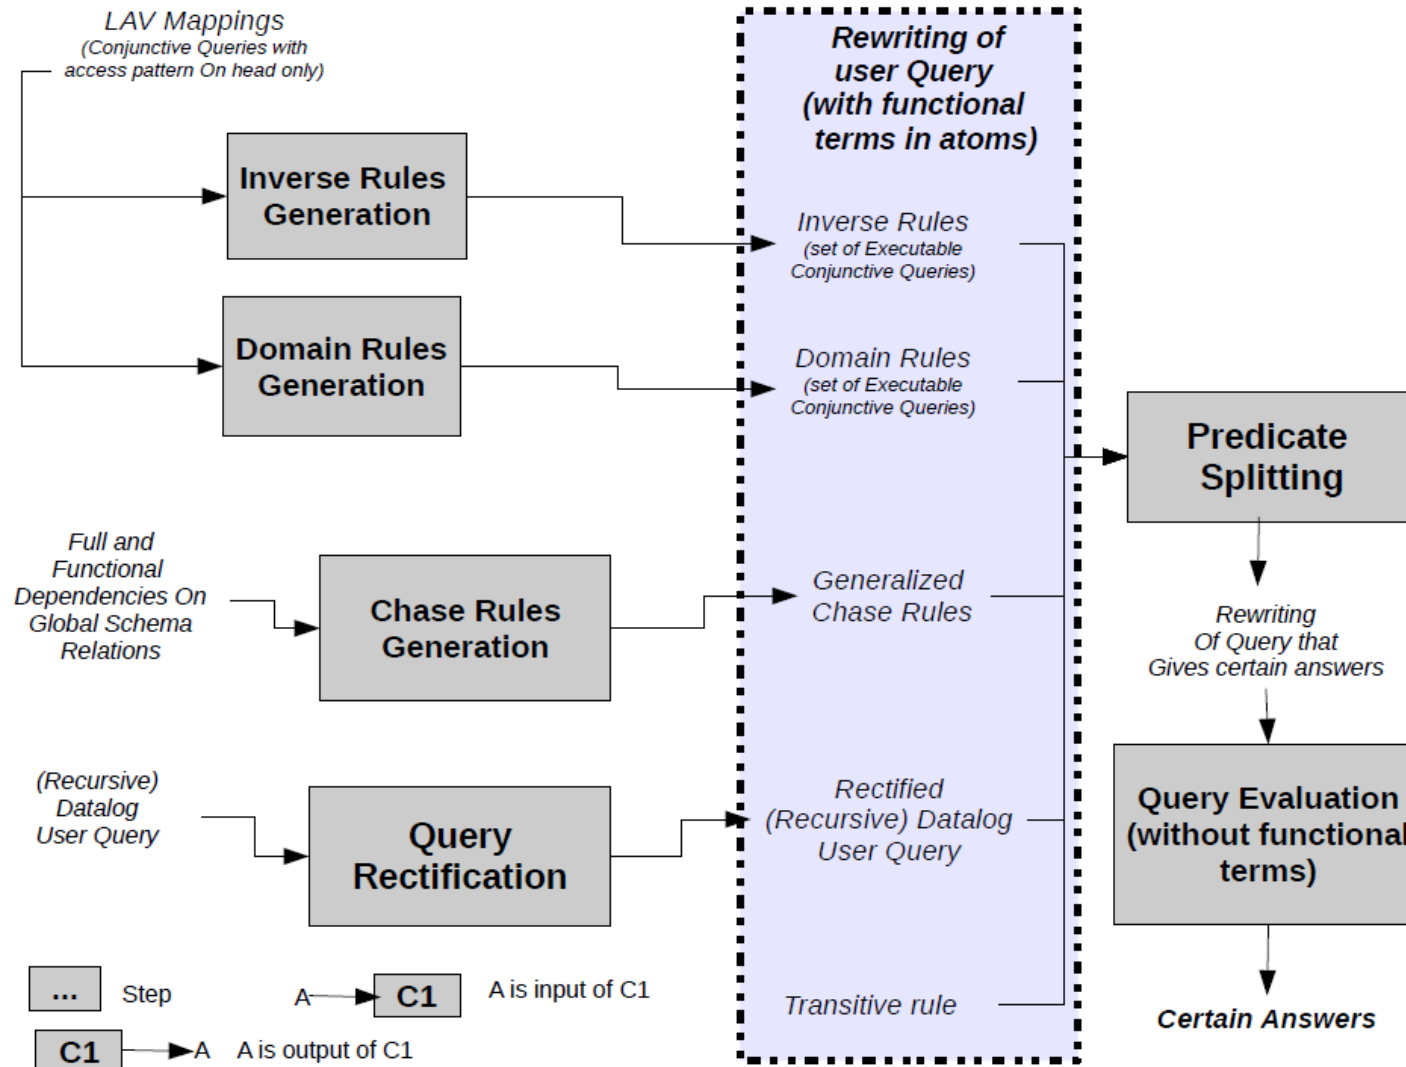 LAV Mappings
(Conjunctive Queries with
access pattern On head only)
Inverse Rules
Generation
Domain Rules
Generation
Full and
Functional
Dependencies On
Global Schema
Relations
Chase Rules
Generation
(Recursive)
Datalog
User Query
Query
Rectification
Rewriting of
user Query
(with functional
terms in atoms)
Inverse Rules
(set of Executable
Conjunctive Queries)
Domain Rules
(set of Executable
Conjunctive Queries)
Generalized
Chase Rules
Rectified
(Recursive) Datalog
User Query
Transitive rule
Predicate
Splitting
Rewriting
Of Query that
Gives certain answers
Query Evaluation
(without functional
terms)
Certain Answers
... Step
A C1 A is input of C1
C1 A A is output of C1